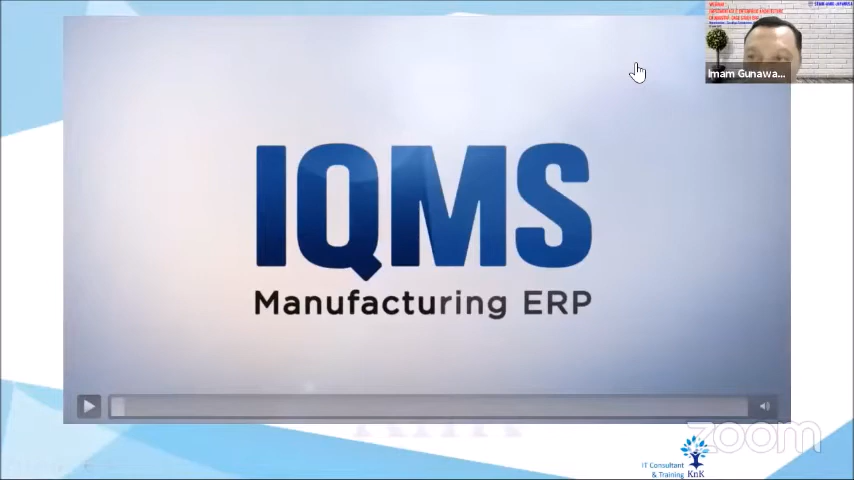 IQMS
Manufacturing ERP
Imam Gunawa...
zoom
IT Consultant
& Training
KnK